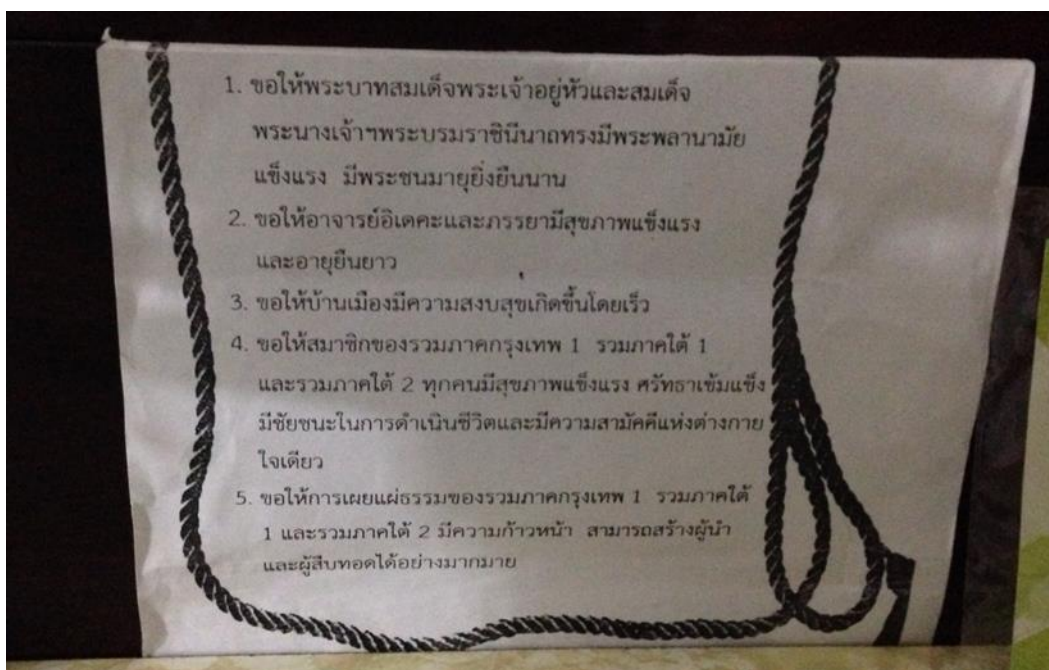 1. ขอให้พระบาทสมเด็จพระเจ้าอยู่หัวและสมเด็จ
พระนางเจ้าฯพระบรมราชินีนาถทรงมีพระพลานามัย
แข็งแรง มีพระชนมายุยิ่งยืนนาน
2. ขอให้อาจารย์อิเคคะและภรรยามีสุขภาพแข็งแรง
และอายุยืนยาว
3. ขอให้บ้านเมืองมีความสงบสุขเกิดขึ้นโดยเร็ว
4. ขอให้สมาชิกของรวมภาคกรุงเทพ 1 รวมภาคใต้ 1
และรวมภาคใต้ 2 ทุกคนมีสุขภาพแข็งแรง ศรัทธาเข้มแข็ง
มีชัยชนะในการดำเนินชีวิตและมีความสามัคคีแห่งต่างกาย
ใจเดียว
5. ขอให้การเผยแผ่ธรรมของรวมภาคกรุงเทพ 1 รวมภาคใต้
1 และรวมภาคใต้ 2 มีความก้าวหน้า สามารถสร้างผู้นำ
และผู้สืบทอดได้อย่างมากมาย